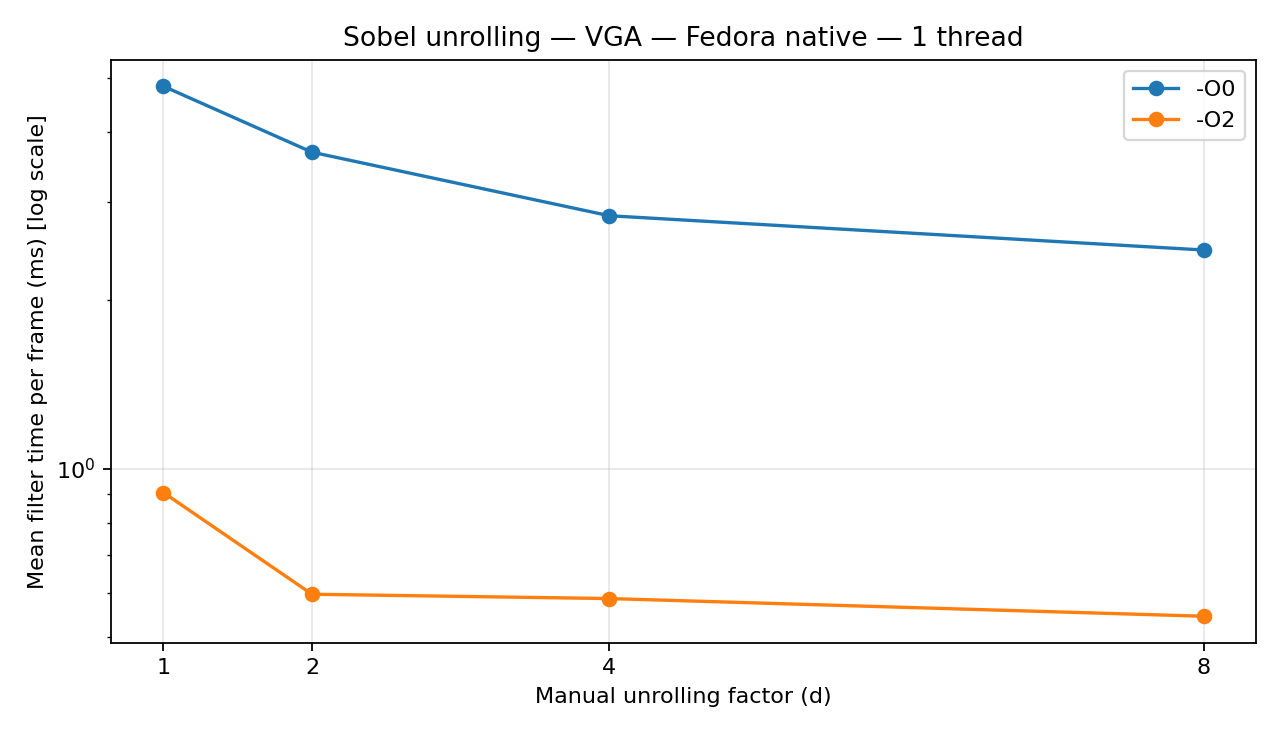 Sobel unrolling — VGA — Fedora native — 1 thread
-O0
-O2
Mean filter time per frame (ms) [log scale]
10⁰
1 2 4 8
Manual unrolling factor (d)